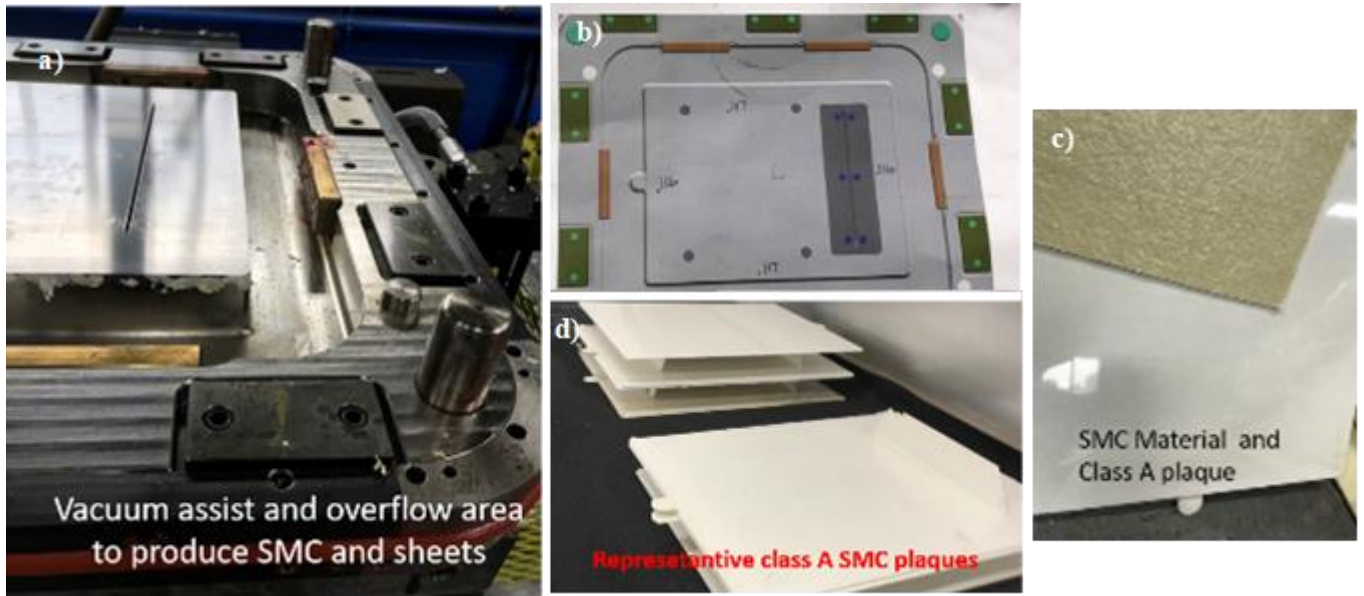 a)
Vacuum assist and overflow area
to produce SMC and sheets
b)
d)
Represetantive class A SMC plaques
c)
SMC Material and
Class A plaque